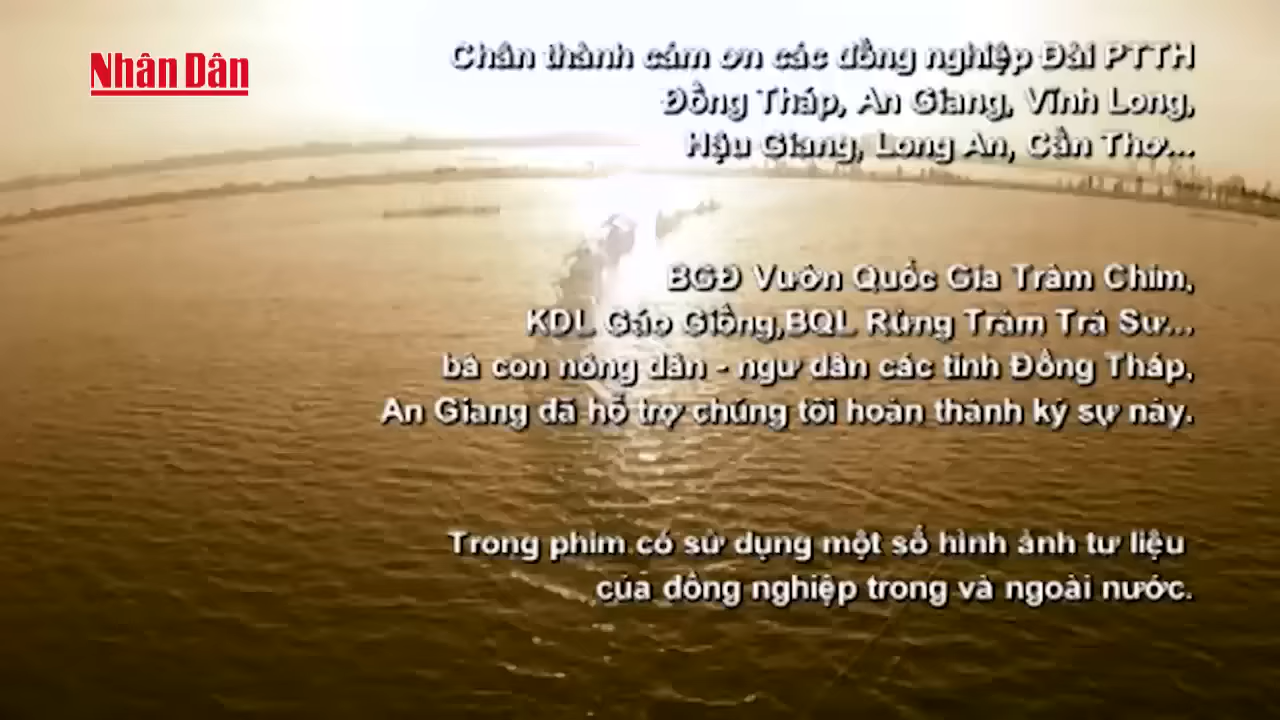 Nhân Dân
Chân thành cám ơn các đồng nghiệp Đài PTTH
Đồng Tháp, An Giang, Vĩnh Long,
Hậu Giang, Long An, Cần Thơ...
BGĐ Vườn Quốc Gia Tràm Chim,
KDL Gáo Giồng,BQL Rừng Tràm Trà Sư...
bà con nông dân - ngư dân các tỉnh Đồng Tháp,
An Giang đã hỗ trợ chúng tôi hoàn thành ký sự này.
Trong phim có sử dụng một số hình ảnh tư liệu
của đồng nghiệp trong và ngoài nước.